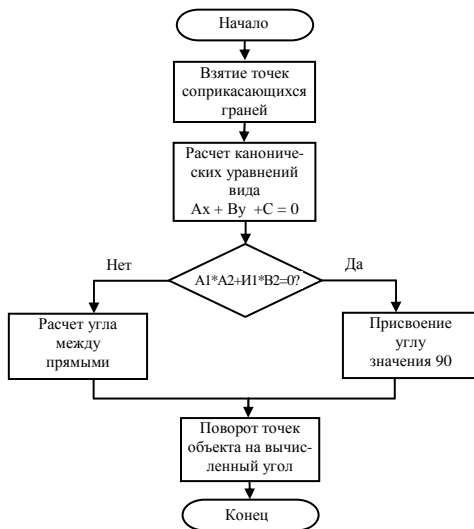 Начало
Взятие точек
соприкасающихся
граней
Расчет канониче-
ских уравнений
вида
Ax + By +C = 0
Нет
Да
A1*A2+И1*B2=0?
Расчет угла
между
прямыми
Присвоение
углу
значения 90
Поворот точек
объекта на вычис-
ленный угол
Конец